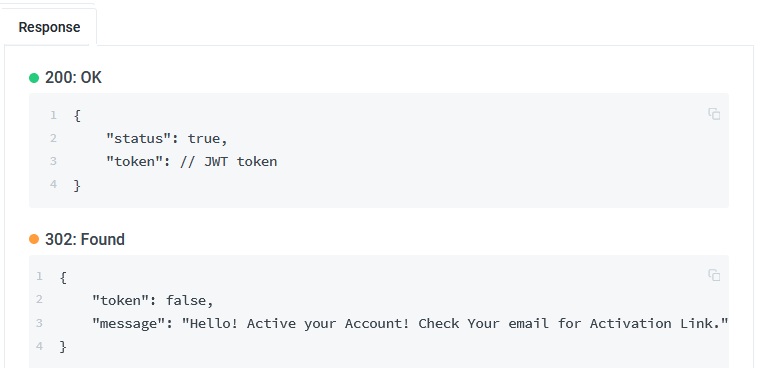 Response
200: OK
1 {
2 "status": true,
3 "token": // JWT token
4 }
302: Found
1 {
2 "token": false,
3 "message": "Hello! Active your Account! Check Your email for Activation Link."
4 }